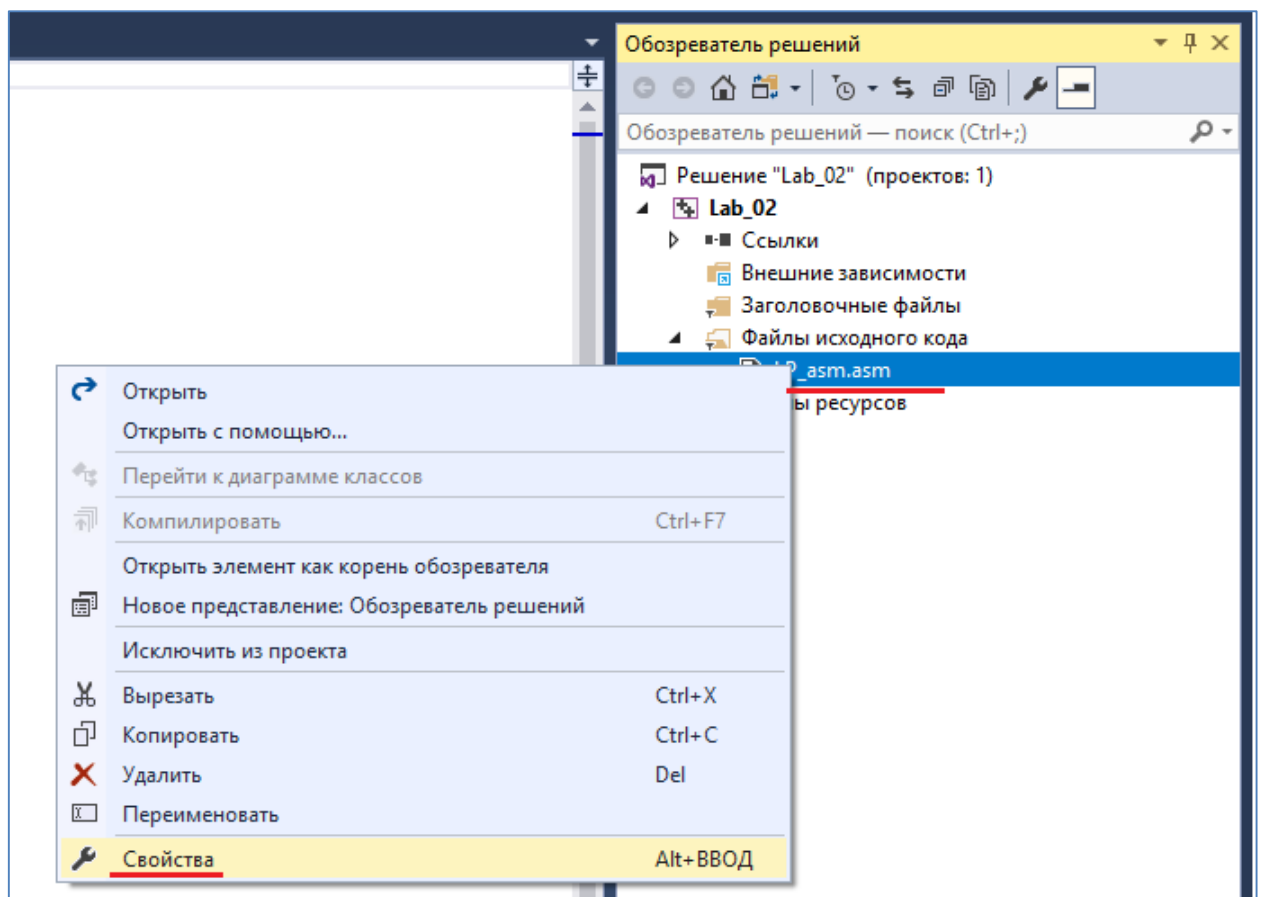 Обозреватель решений
Обозреватель решений — поиск (Ctrl+;)
Решение "Lab_02" (проектов: 1)
Lab_02
Ссылки
Внешние зависимости
Заголовочные файлы
Файлы исходного кода
_asm.asm
ы ресурсов
Открыть
Открыть с помощью...
Перейти к диаграмме классов
Компилировать Ctrl+F7
Открыть элемент как корень обозревателя
Новое представление: Обозреватель решений
Исключить из проекта
Вырезать Ctrl+X
Копировать Ctrl+C
Удалить Del
Переименовать
Свойства Alt+ВВОД